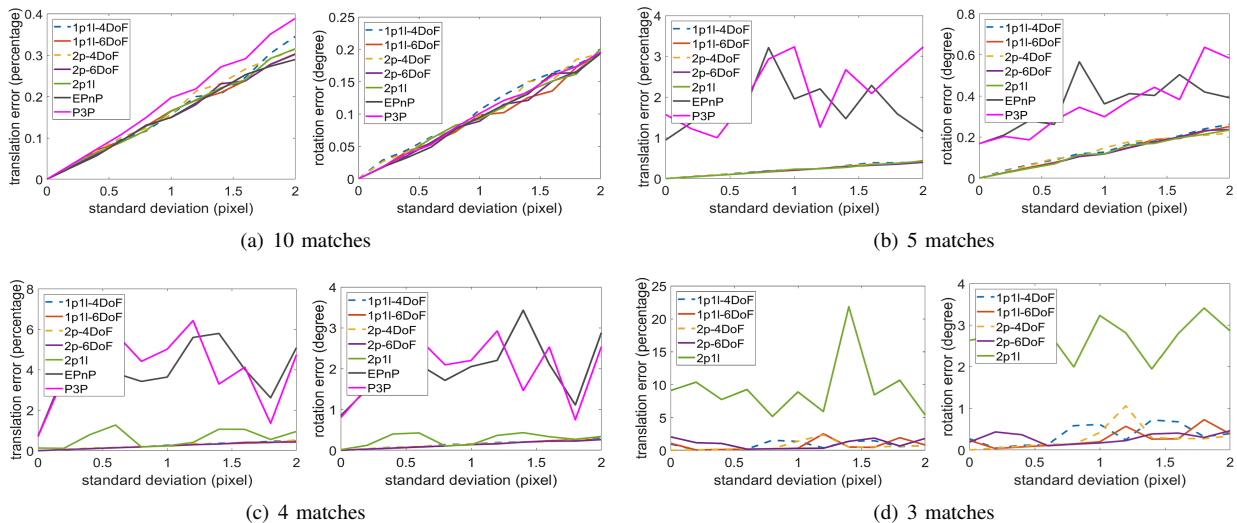 translation error (percentage)
0.4
0.3
0.2
0.1
0
0
0.5
1
1.5
2
standard deviation (pixel)
1p1l-4DoF
1p1l-6DoF
2p-4DoF
2p-6DoF
2p1l
EPnP
P3P
rotation error (degree)
0.25
0.2
0.15
0.1
0.05
0
0
0.5
1
1.5
2
standard deviation (pixel)
1p1l-4DoF
1p1l-6DoF
2p-4DoF
2p-6DoF
2p1l
EPnP
P3P
(a) 10 matches
translation error (percentage)
4
3
2
1
0
0
0.5
1
1.5
2
standard deviation (pixel)
1p1l-4DoF
1p1l-6DoF
2p-4DoF
2p-6DoF
2p1l
EPnP
P3P
rotation error (degree)
0.8
0.6
0.4
0.2
0
0
0.5
1
1.5
2
standard deviation (pixel)
1p1l-4DoF
1p1l-6DoF
2p-4DoF
2p-6DoF
2p1l
EPnP
P3P
(b) 5 matches
translation error (percentage)
8
6
4
2
0
0
0.5
1
1.5
2
standard deviation (pixel)
1p1l-4DoF
1p1l-6DoF
2p-4DoF
2p-6DoF
2p1l
EPnP
P3P
rotation error (degree)
4
3
2
1
0
0
0.5
1
1.5
2
standard deviation (pixel)
1p1l-4DoF
1p1l-6DoF
2p-4DoF
2p-6DoF
2p1l
EPnP
P3P
(c) 4 matches
translation error (percentage)
25
20
15
10
5
0
0
0.5
1
1.5
2
standard deviation (pixel)
1p1l-4DoF
1p1l-6DoF
2p-4DoF
2p-6DoF
2p1l
rotation error (degree)
4
3
2
1
0
0
0.5
1
1.5
2
standard deviation (pixel)
1p1l-4DoF
1p1l-6DoF
2p-4DoF
2p-6DoF
2p1l
(d) 3 matches